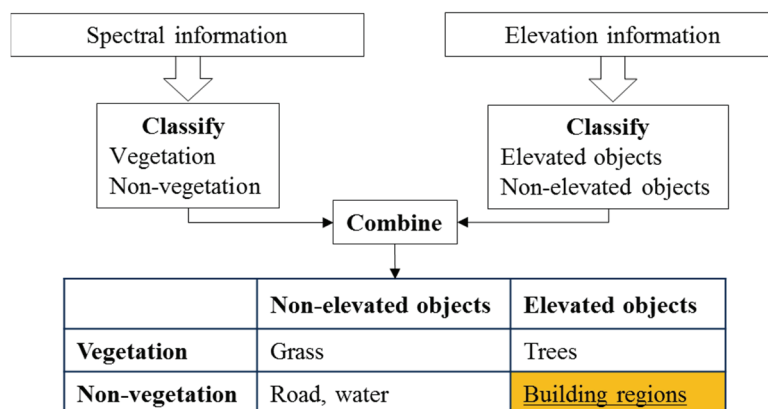 Spectral information
Elevation information
Classify
Vegetation
Non-vegetation
Classify
Elevated objects
Non-elevated objects
Combine
Non-elevated objects Elevated objects
Vegetation Grass Trees
Non-vegetation Road, water Building regions